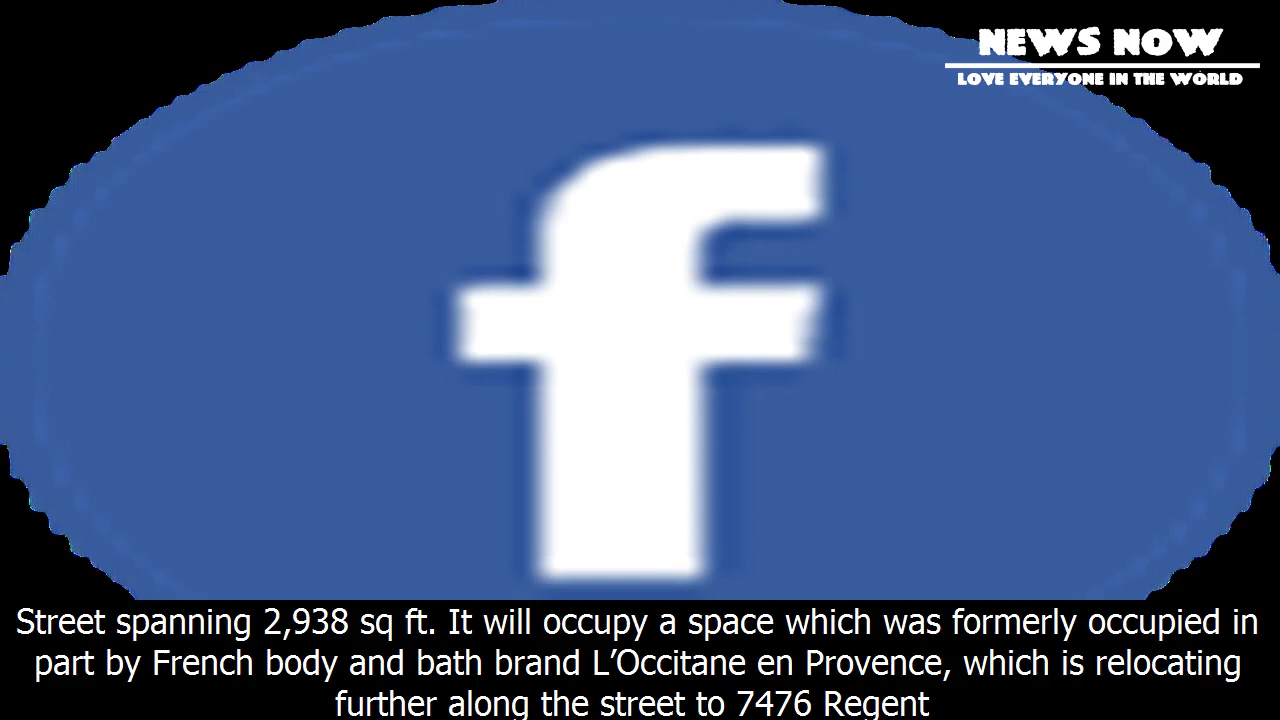 NEWS NOW
LOVE EVERYONE IN THE WORLD
f
Street spanning 2,938 sq ft. It will occupy a space which was formerly occupied in
part by French body and bath brand L’Occitane en Provence, which is relocating
further along the street to 7476 Regent